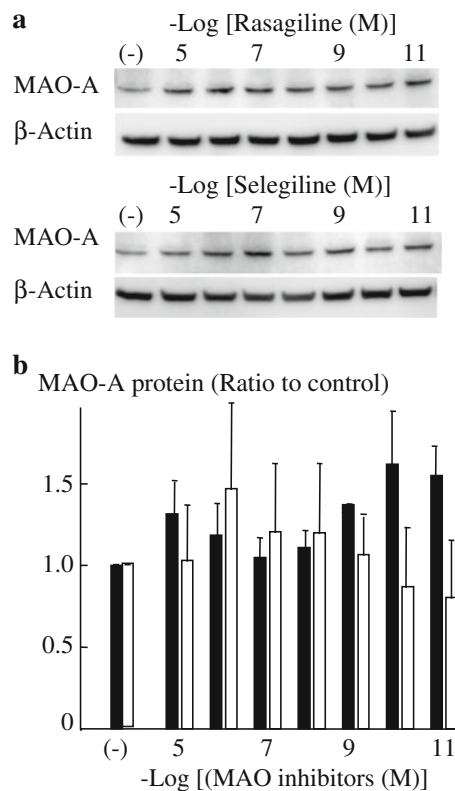 a
-Log [Rasagiline (M)]
(-) 5 7 9 11
MAO-A
β-Actin
-Log [Selegiline (M)]
(-) 5 7 9 11
MAO-A
β-Actin
b
MAO-A protein (Ratio to control)
1.5
1.0
0.5
0
(-) 5 7 9 11
-Log [(MAO inhibitors (M)]